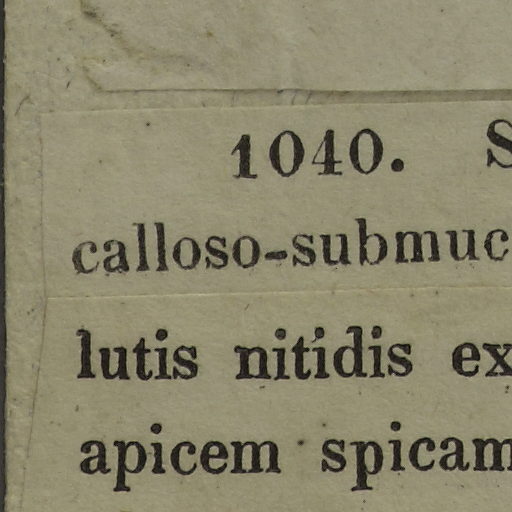 1040. S
calloso-submuc
lutis nitidis ex
apicem spicam